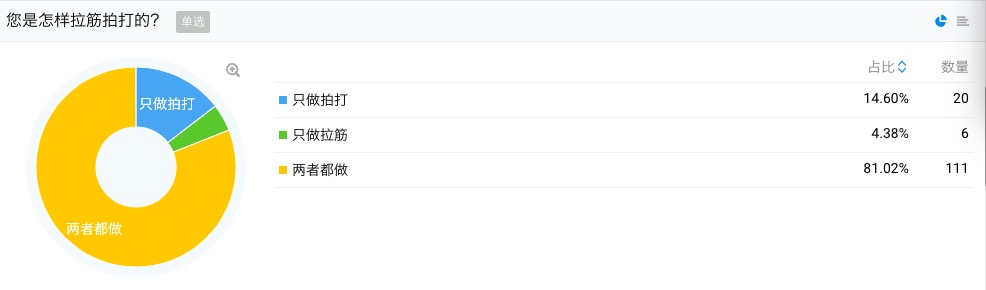 您是怎样拉筋拍打的? 单选
占比 数量
只做拍打 14.60% 20
只做拉筋 4.38% 6
两者都做 81.02% 111
只做拍打
两者都做